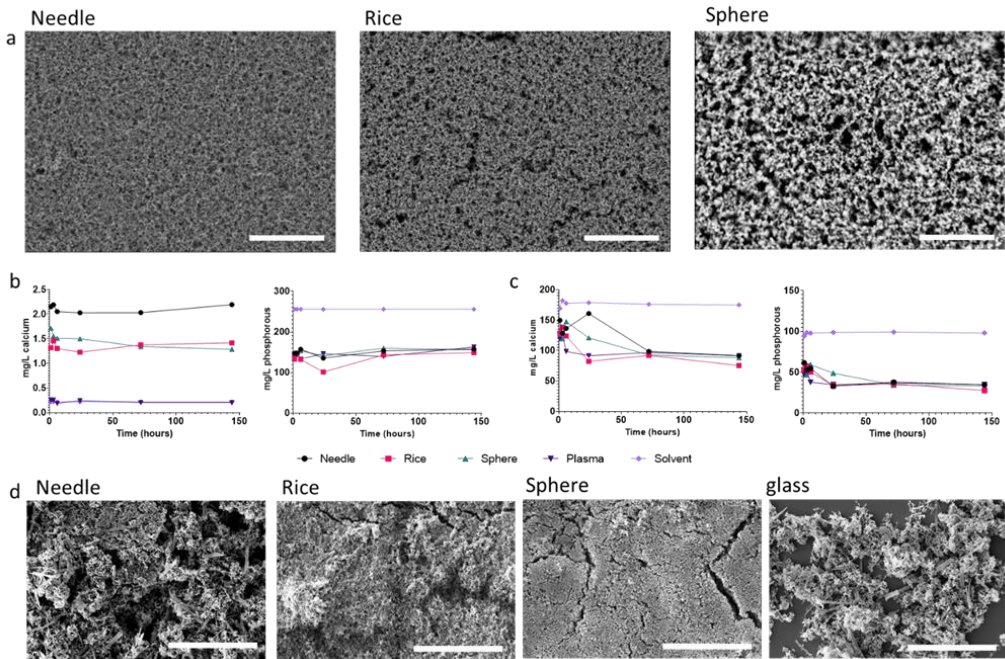 Needle
Rice
Sphere
a
b
mg/L calcium
2.5
2.0
1.5
1.0
0.5
0.0
0
50
100
150
Time (hours)
mg/L phosphorous
300
200
100
0
0
50
100
150
Time (hours)
c
mg/L calcium
200
150
100
50
0
0
50
100
150
Time (hours)
mg/L phosphorous
150
100
50
0
0
50
100
150
Time (hours)
Needle
Rice
Sphere
Plasma
Solvent
d
Needle
Rice
Sphere
glass